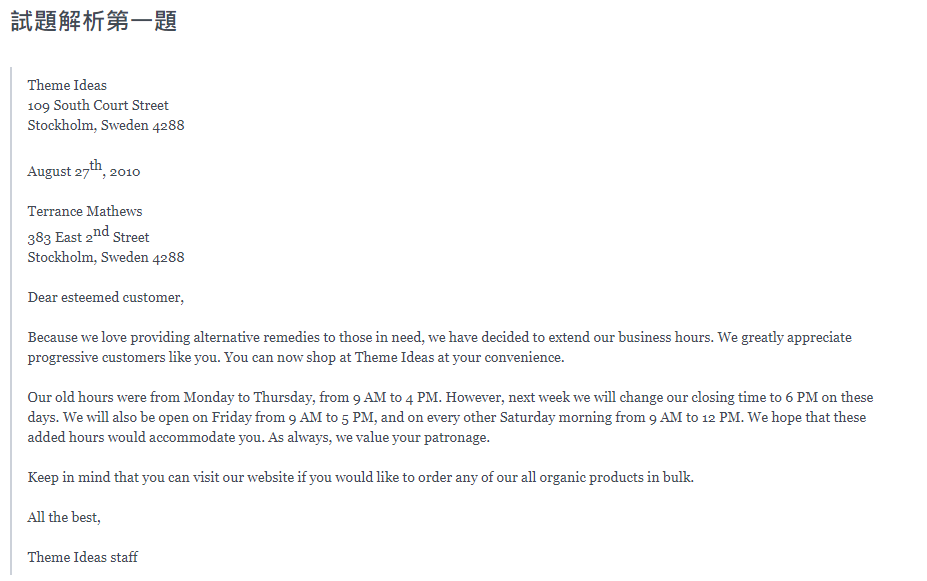 試題解析第一題
Theme Ideas
109 South Court Street
Stockholm, Sweden 4288
August 27th, 2010
Terrance Mathews
383 East 2nd Street
Stockholm, Sweden 4288
Dear esteemed customer,
Because we love providing alternative remedies to those in need, we have decided to extend our business hours. We greatly appreciate
progressive customers like you. You can now shop at Theme Ideas at your convenience.
Our old hours were from Monday to Thursday, from 9 AM to 4 PM. However, next week we will change our closing time to 6 PM on these
days. We will also be open on Friday from 9 AM to 5 PM, and on every other Saturday morning from 9 AM to 12 PM. We hope that these
added hours would accommodate you. As always, we value your patronage.
Keep in mind that you can visit our website if you would like to order any of our all organic products in bulk.
All the best,
Theme Ideas staff